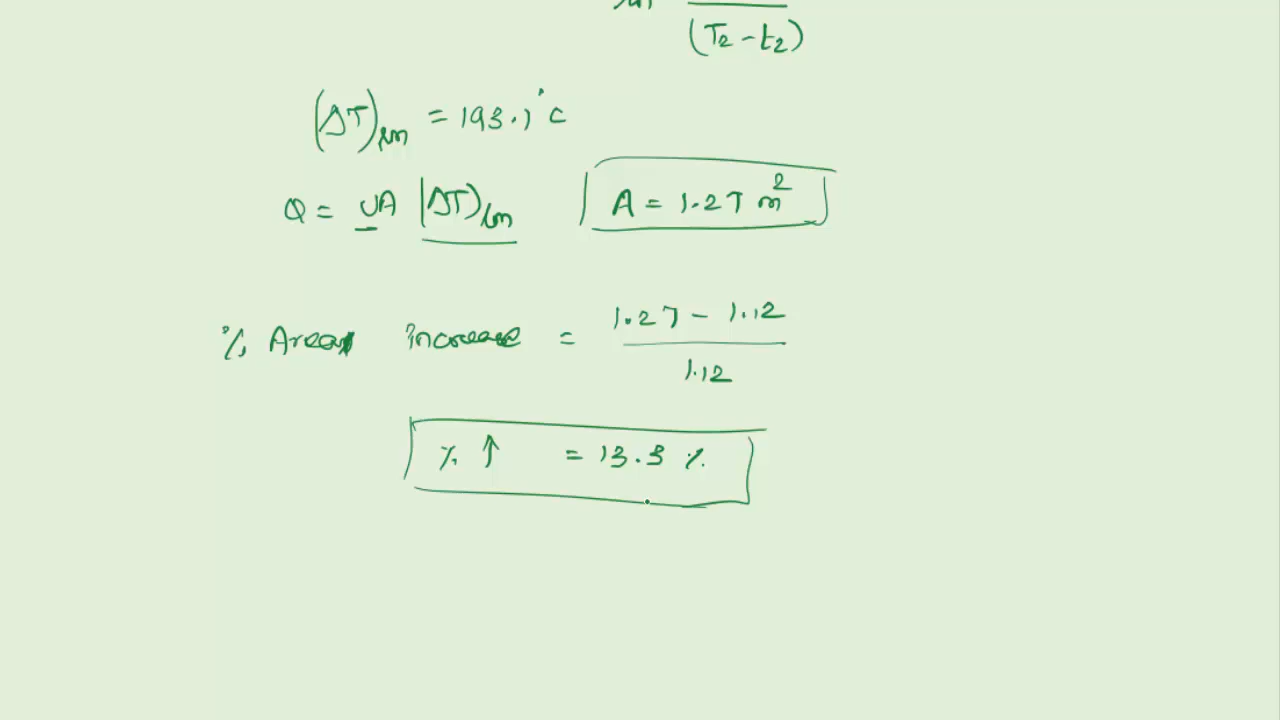 (T2 - t2)
(ΔT)lm = 193.1°c
Q = UA (ΔT)lm A = 1.27 m²
% Area increase = 1.27 - 1.12
1.12
% ↑ = 13.3 %